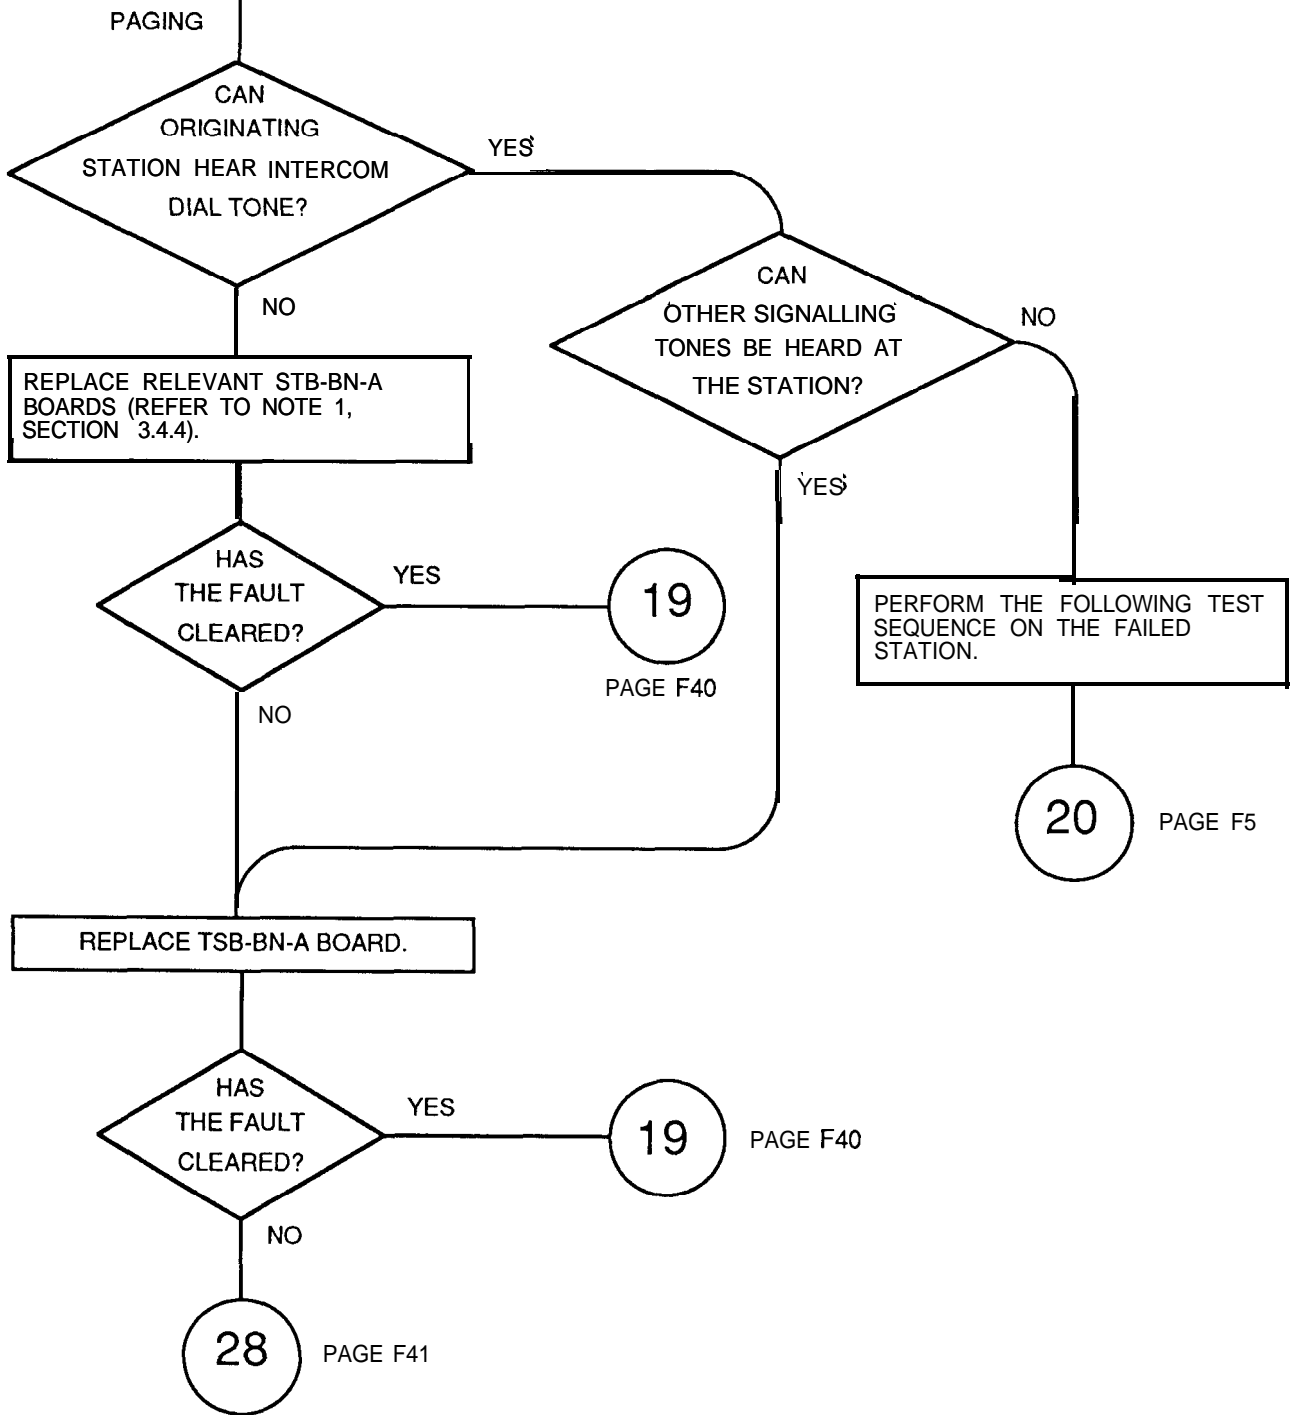 PAGING
CAN
ORIGINATING
STATION HEAR INTERCOM
DIAL TONE?
YES
NO
CAN
OTHER SIGNALLING
TONES BE HEARD AT
THE STATION?
NO
YES
REPLACE RELEVANT STB-BN-A
BOARDS (REFER TO NOTE 1,
SECTION 3.4.4).
HAS
THE FAULT
CLEARED?
YES
19
PAGE F40
NO
PERFORM THE FOLLOWING TEST
SEQUENCE ON THE FAILED
STATION.
20
PAGE F5
REPLACE TSB-BN-A BOARD.
HAS
THE FAULT
CLEARED?
YES
19
PAGE F40
NO
28
PAGE F41